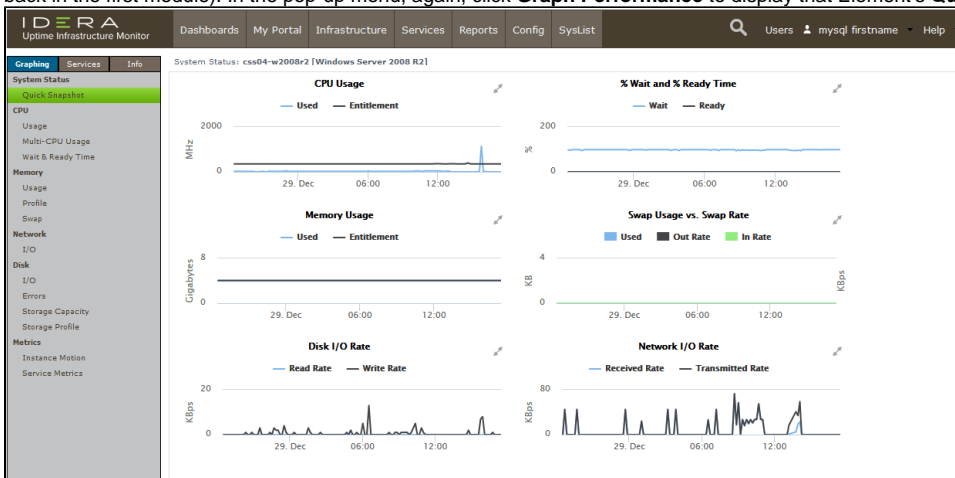 back in the first module). In the pop-up menu, again, click Graph Performance to display that Element's Qu
IDERA
Uptime Infrastructure Monitor
Dashboards My Portal Infrastructure Services Reports Config SysList Users mysql firstname Help
Graphing Services Info
System Status: css04-w2008r2 [Windows Server 2008 R2]
System Status
Quick Snapshot
CPU
Usage
Multi-CPU Usage
Wait & Ready Time
Memory
Usage
Profile
Swap
Network
I/O
Disk
I/O
Errors
Storage Capacity
Storage Profile
Metrics
Instance Motion
Service Metrics
CPU Usage
Used Entitlement
2000
MHz
0
29. Dec 06:00 12:00
% Wait and % Ready Time
Wait Ready
200
%
0
29. Dec 06:00 12:00
Memory Usage
Used Entitlement
8
Gigabytes
0
29. Dec 06:00 12:00
Swap Usage vs. Swap Rate
Used Out Rate In Rate
4
KB
KBps
0
29. Dec 06:00 12:00
Disk I/O Rate
Read Rate Write Rate
20
KBps
0
29. Dec 06:00 12:00
Network I/O Rate
Received Rate Transmitted Rate
80
KBps
0
29. Dec 06:00 12:00